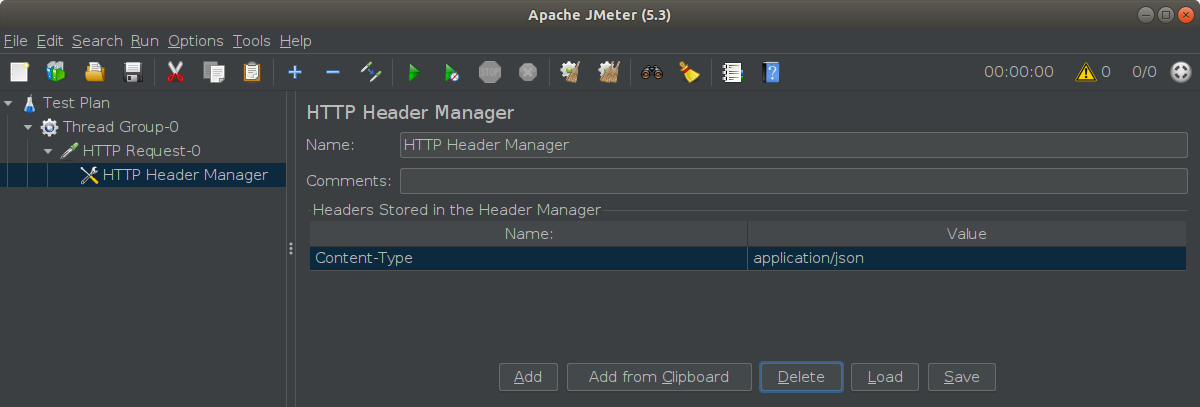 Apache JMeter (5.3)
File Edit Search Run Options Tools Help
STOP 00:00:00 0 0/0
Test Plan
Thread Group-0
HTTP Request-0
HTTP Header Manager
HTTP Header Manager
Name: HTTP Header Manager
Comments:
Headers Stored in the Header Manager
Name: Value
Content-Type application/json
Add Add from Clipboard Delete Load Save